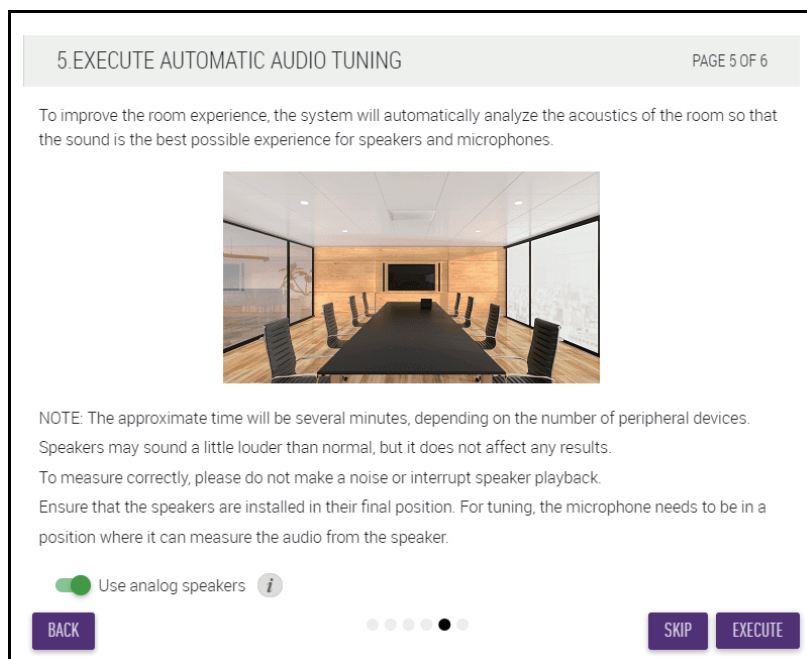 5.EXECUTE AUTOMATIC AUDIO TUNING
PAGE 5 OF 6
To improve the room experience, the system will automatically analyze the acoustics of the room so that
the sound is the best possible experience for speakers and microphones.
NOTE: The approximate time will be several minutes, depending on the number of peripheral devices.
Speakers may sound a little louder than normal, but it does not affect any results.
To measure correctly, please do not make a noise or interrupt speaker playback.
Ensure that the speakers are installed in their final position. For tuning, the microphone needs to be in a
position where it can measure the audio from the speaker.
Use analog speakers i
BACK
SKIP
EXECUTE